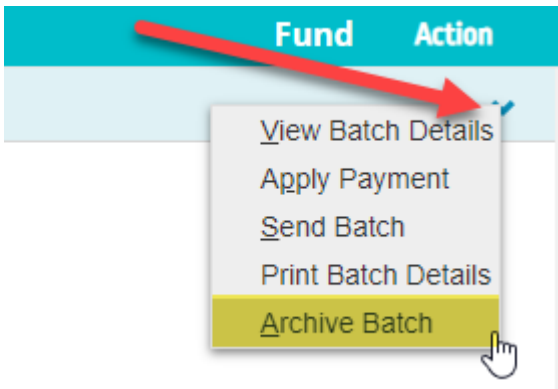 Fund Action
View Batch Details
Apply Payment
Send Batch
Print Batch Details
Archive Batch